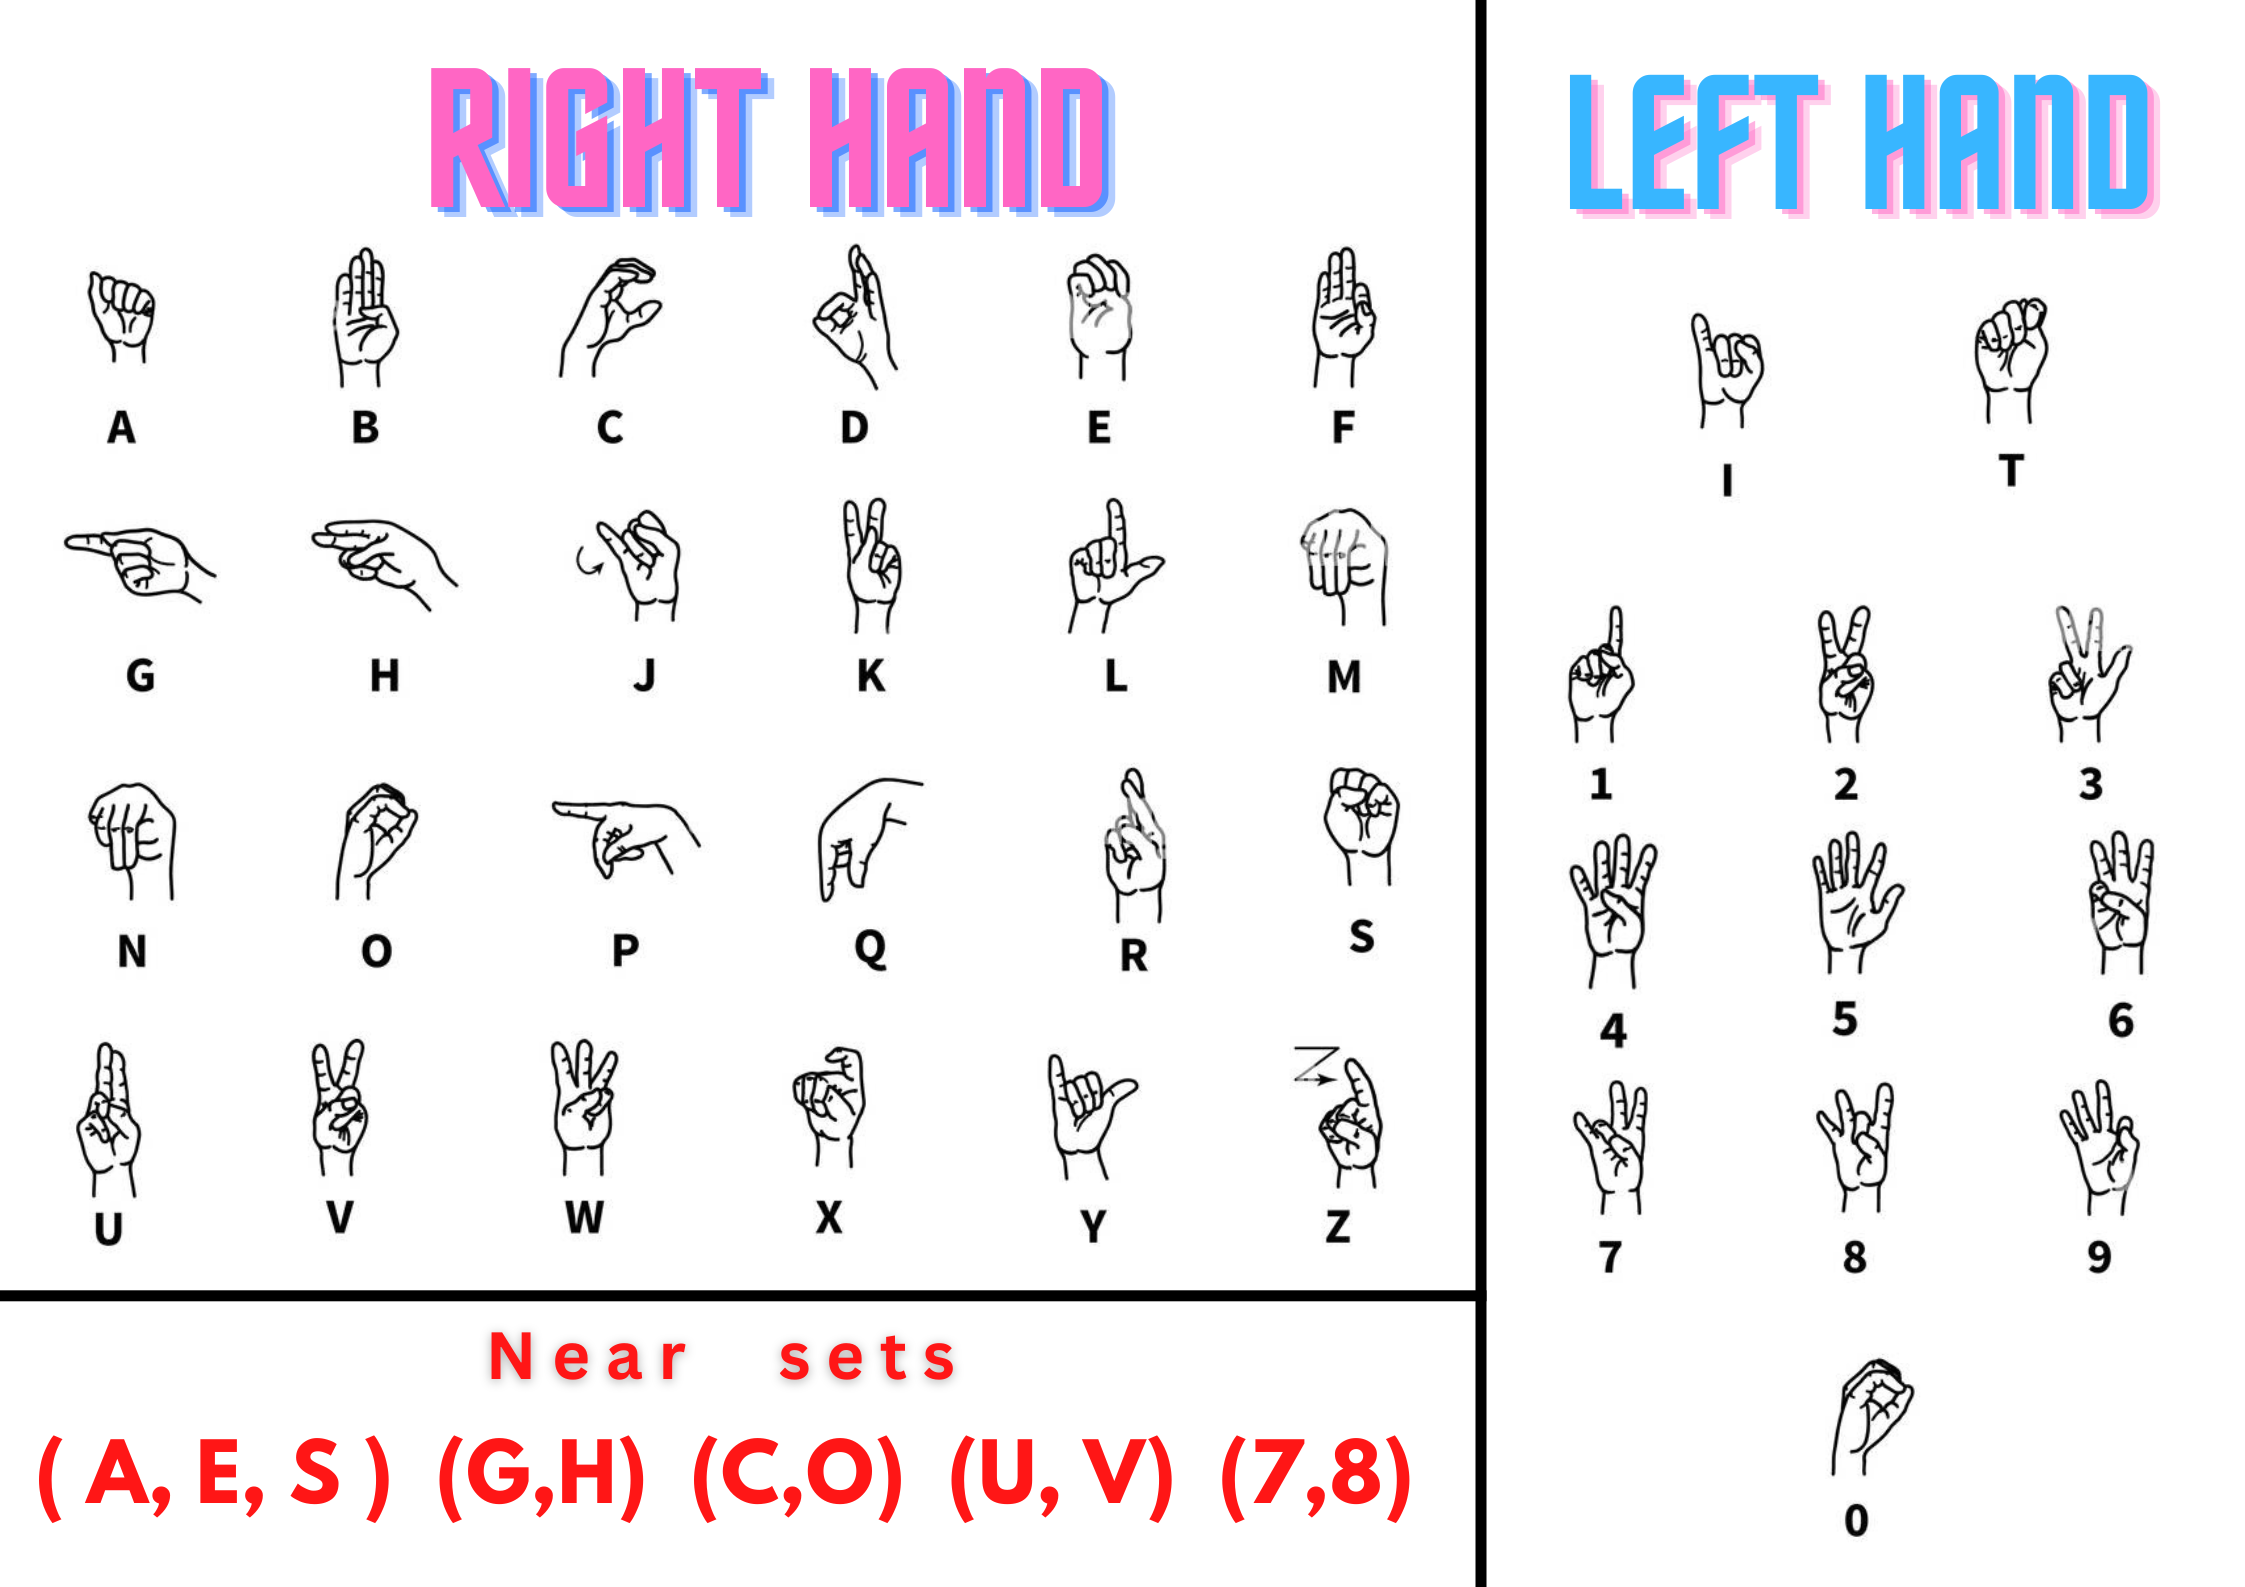 RIGHT HAND
A B C D E F
G H J K L M
N O P Q R S
U V W X Y Z
LEFT HAND
I T
1 2 3
4 5 6
7 8 9
0
Near sets
( A, E, S ) (G,H) (C,O) (U, V) (7,8)